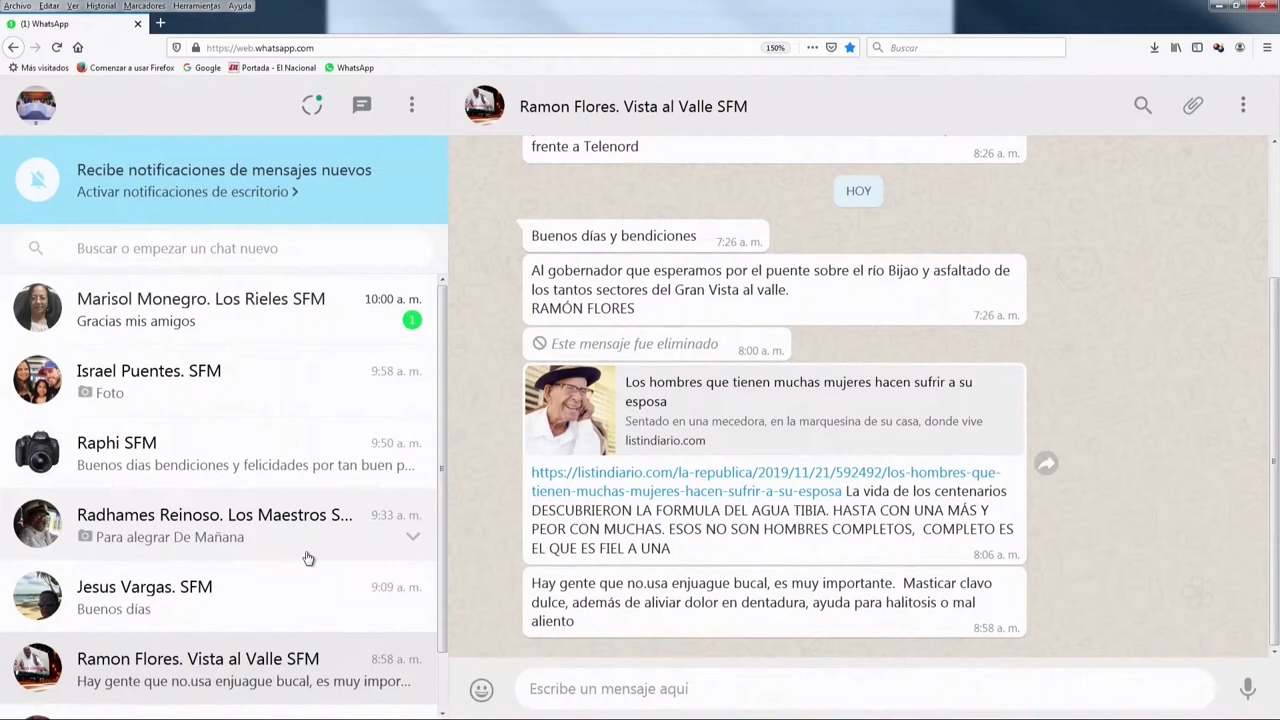 Archivo Editar Ver Historial Marcadores Herramientas Ayuda
(1) WhatsApp
https://web.whatsapp.com
150%
Buscar
Más visitados
Comenzar a usar Firefox
Google
Portada - El Nacional
WhatsApp
Recibe notificaciones de mensajes nuevos
Activar notificaciones de escritorio
Buscar o empezar un chat nuevo
Marisol Monegro. Los Rieles SFM
10:00 a. m.
Gracias mis amigos
1
Israel Puentes. SFM
9:58 a. m.
Foto
Raphi SFM
9:50 a. m.
Buenos dias bendiciones y felicidades por tan buen p...
Radhames Reinoso. Los Maestros S...
9:33 a. m.
Para alegrar De Mañana
Jesus Vargas. SFM
9:09 a. m.
Buenos días
Ramon Flores. Vista al Valle SFM
8:58 a. m.
Hay gente que no.usa enjuague bucal, es muy impor...
Ramon Flores. Vista al Valle SFM
frente a Telenord
8:26 a. m.
HOY
Buenos días y bendiciones
7:26 a. m.
Al gobernador que esperamos por el puente sobre el río Bijao y asfaltado de
los tantos sectores del Gran Vista al valle.
RAMÓN FLORES
7:26 a. m.
Este mensaje fue eliminado
8:00 a. m.
Los hombres que tienen muchas mujeres hacen sufrir a su
esposa
Sentado en una mecedora, en la marquesina de su casa, donde vive
listindiario.com
https://listindiario.com/la-republica/2019/11/21/592492/los-hombres-que-
tienen-muchas-mujeres-hacen-sufrir-a-su-esposa La vida de los centenarios
DESCUBRIERON LA FORMULA DEL AGUA TIBIA. HASTA CON UNA MÁS Y
PEOR CON MUCHAS. ESOS NO SON HOMBRES COMPLETOS, COMPLETO ES
EL QUE ES FIEL A UNA
8:06 a. m.
Hay gente que no.usa enjuague bucal, es muy importante. Masticar clavo
dulce, además de aliviar dolor en dentadura, ayuda para halitosis o mal
aliento
8:58 a. m.
Escribe un mensaje aquí